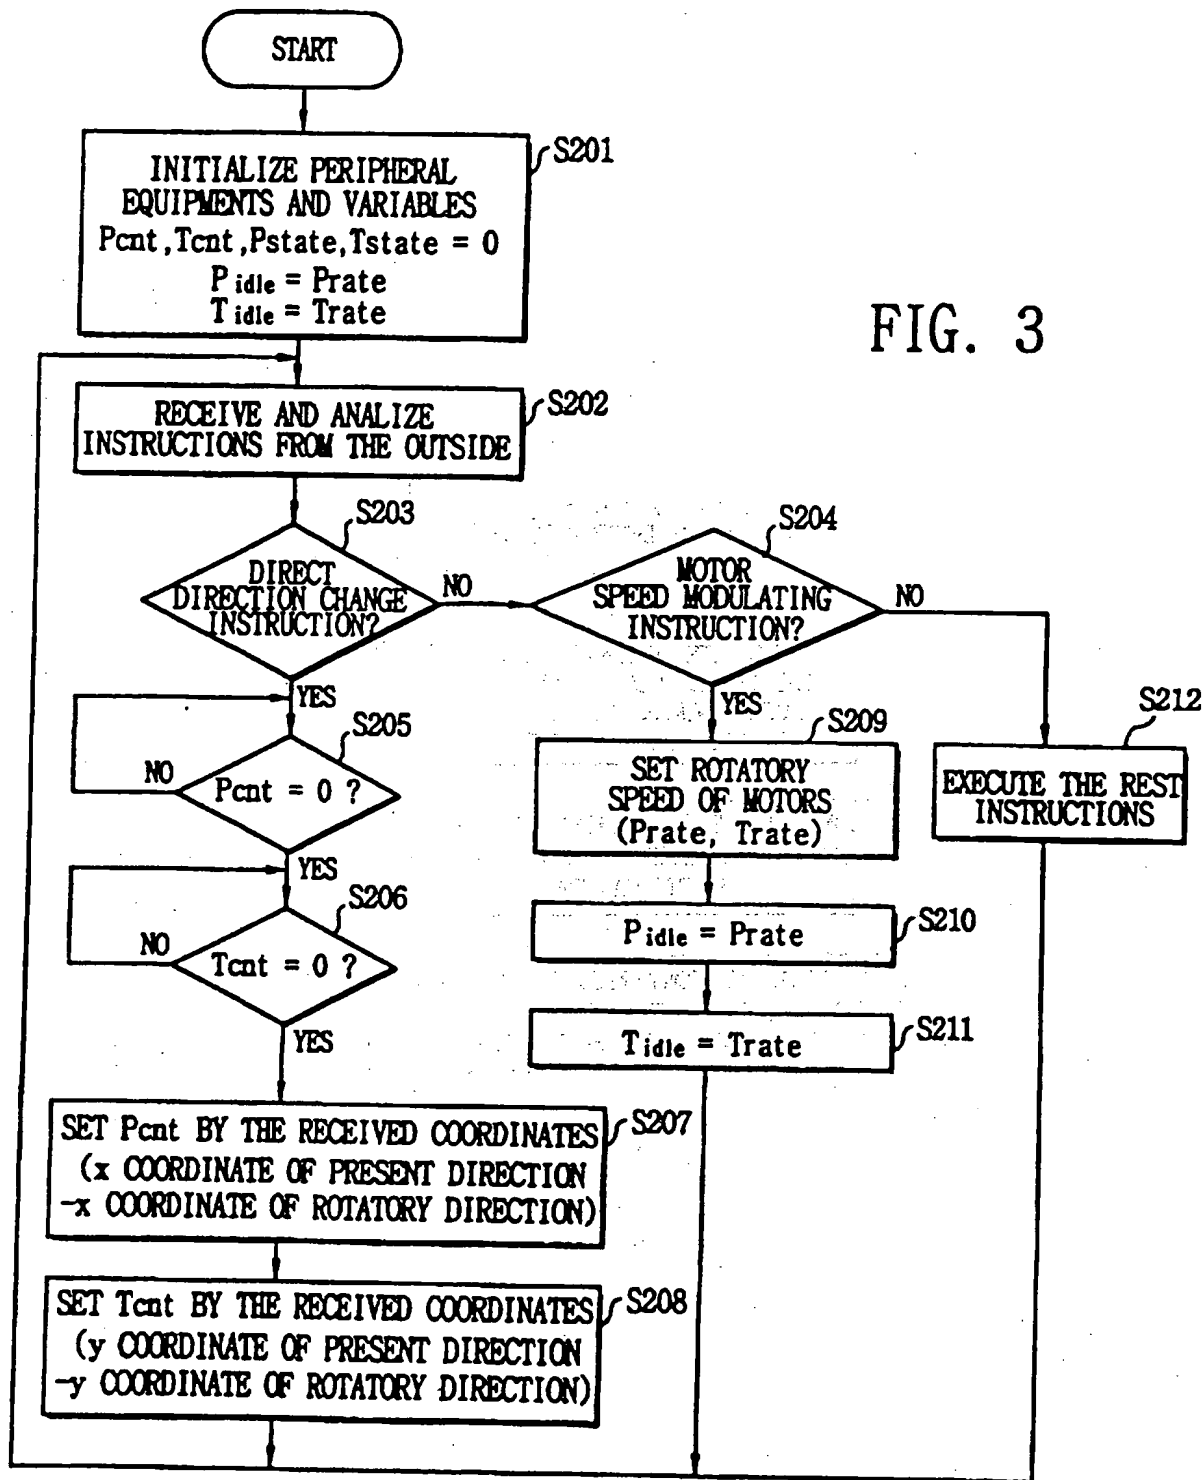 START
S201
INITIALIZE PERIPHERAL
EQUIPMENTS AND VARIABLES
Pcnt,Tcnt,Pstate,Tstate = 0
Pidle = Prate
Tidle = Trate
FIG. 3
S202
RECEIVE AND ANALIZE
INSTRUCTIONS FROM THE OUTSIDE
S203
DIRECT
DIRECTION CHANGE
INSTRUCTION?
NO
YES
S204
MOTOR
SPEED MODULATING
INSTRUCTION?
NO
YES
S205
Pcnt = 0 ?
NO
YES
S206
Tcnt = 0 ?
NO
YES
S207
SET Pcnt BY THE RECEIVED COORDINATES
(x COORDINATE OF PRESENT DIRECTION
-x COORDINATE OF ROTATORY DIRECTION)
S208
SET Tcnt BY THE RECEIVED COORDINATES
(y COORDINATE OF PRESENT DIRECTION
-y COORDINATE OF ROTATORY DIRECTION)
S209
SET ROTATORY
SPEED OF MOTORS
(Prate, Trate)
S210
Pidle = Prate
S211
Tidle = Trate
S212
EXECUTE THE REST
INSTRUCTIONS